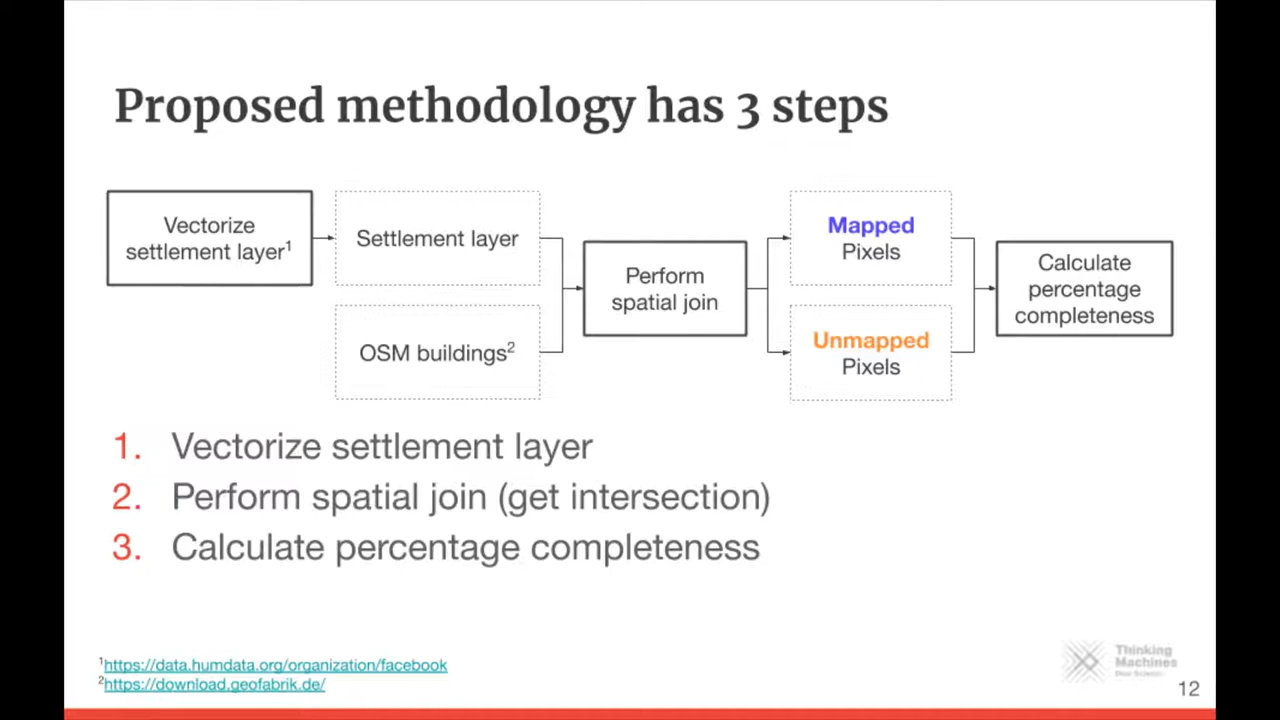 Proposed methodology has 3 steps
Vectorize
settlement layer¹
Settlement layer
OSM buildings²
Perform
spatial join
Mapped
Pixels
Unmapped
Pixels
Calculate
percentage
completeness
1. Vectorize settlement layer
2. Perform spatial join (get intersection)
3. Calculate percentage completeness
¹https://data.humdata.org/organization/facebook
²https://download.geofabrik.de/
Thinking
Machines
Data Science
12